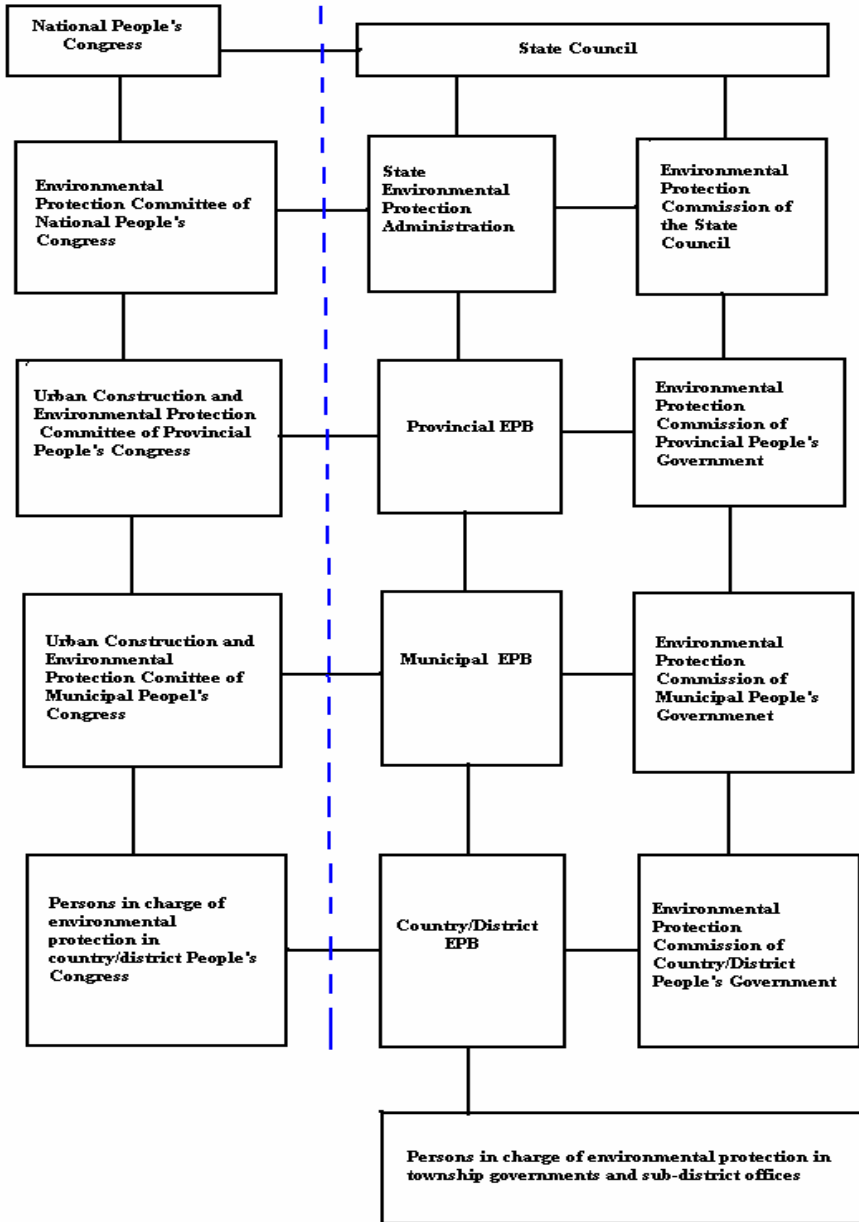 National People's
Congress
State Council
Environmental
Protection Committee of
National People's
Congress
State
Environmental
Protection
Administration
Environmental
Protection
Commission of
the State
Council
Urban Construction and
Environmental Protection
Committee of Provincial
People's Congress
Provincial EPB
Environmental
Protection
Commission of
Provincial People's
Government
Urban Construction and
Environmental
Protection Comittee of
Municipal Peopel's
Congress
Municipal EPB
Environmental
Protection
Commission of
Municipal People's
Governmenet
Persons in charge of
environmental
protection in
country/district People's
Congress
Country/District
EPB
Environmental
Protection
Commission of
Country/District
People's Government
Persons in charge of environmental protection in
township governments and sub-district offices